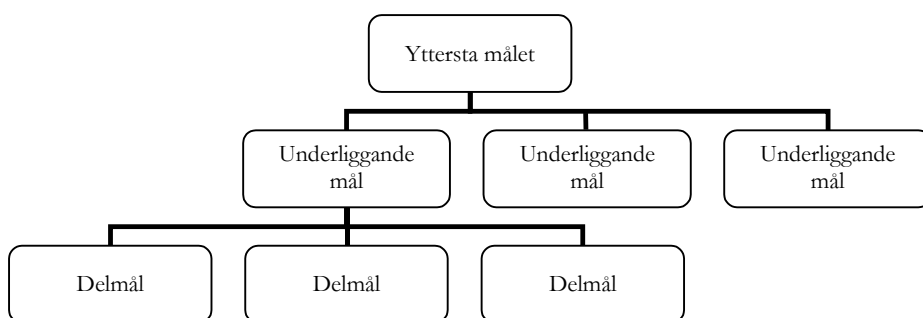 Yttersta målet
Underliggande
mål
Underliggande
mål
Underliggande
mål
Delmål
Delmål
Delmål